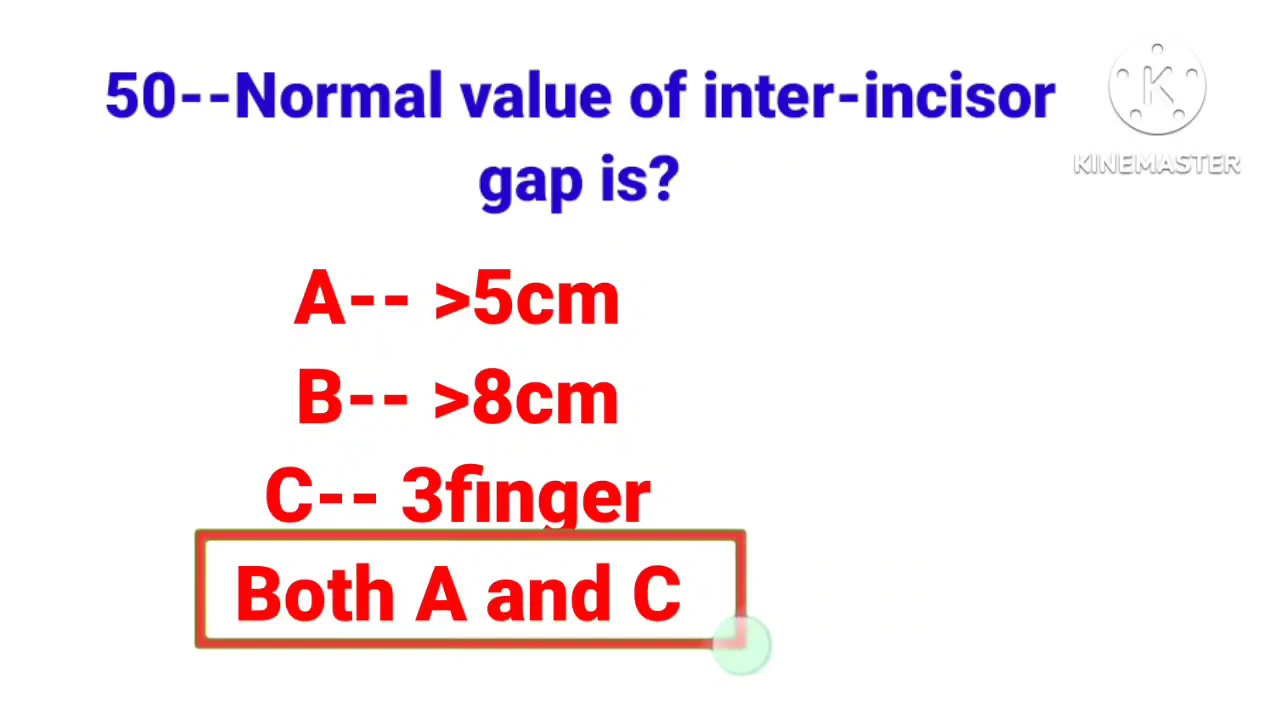 50--Normal value of inter-incisor
gap is?
K
KINEMASTER
A-- >5cm
B-- >8cm
C-- 3finger
Both A and C